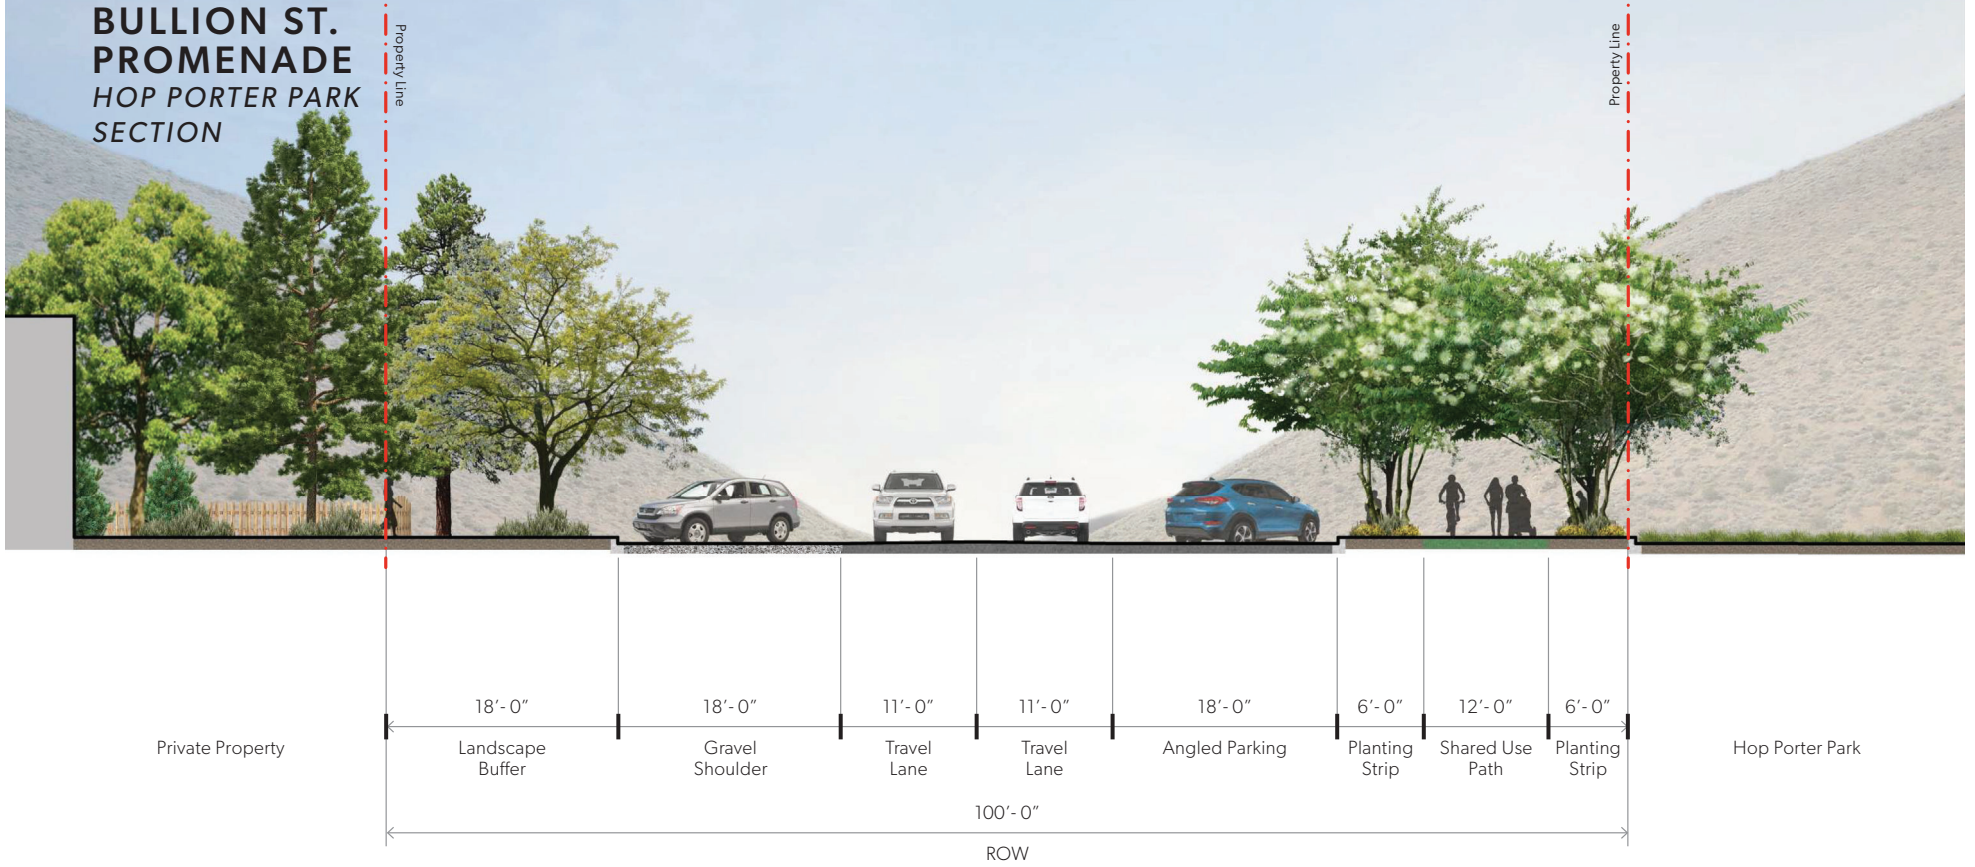 BULLION ST.
PROMENADE
HOP PORTER PARK
SECTION
Property Line
Property Line
18'- 0"
18'- 0"
11'- 0"
11'- 0"
18'- 0"
6'- 0"
12'- 0"
6'- 0"
Private Property
Landscape
Buffer
Gravel
Shoulder
Travel
Lane
Travel
Lane
Angled Parking
Planting
Strip
Shared Use
Path
Planting
Strip
Hop Porter Park
100'- 0"
ROW